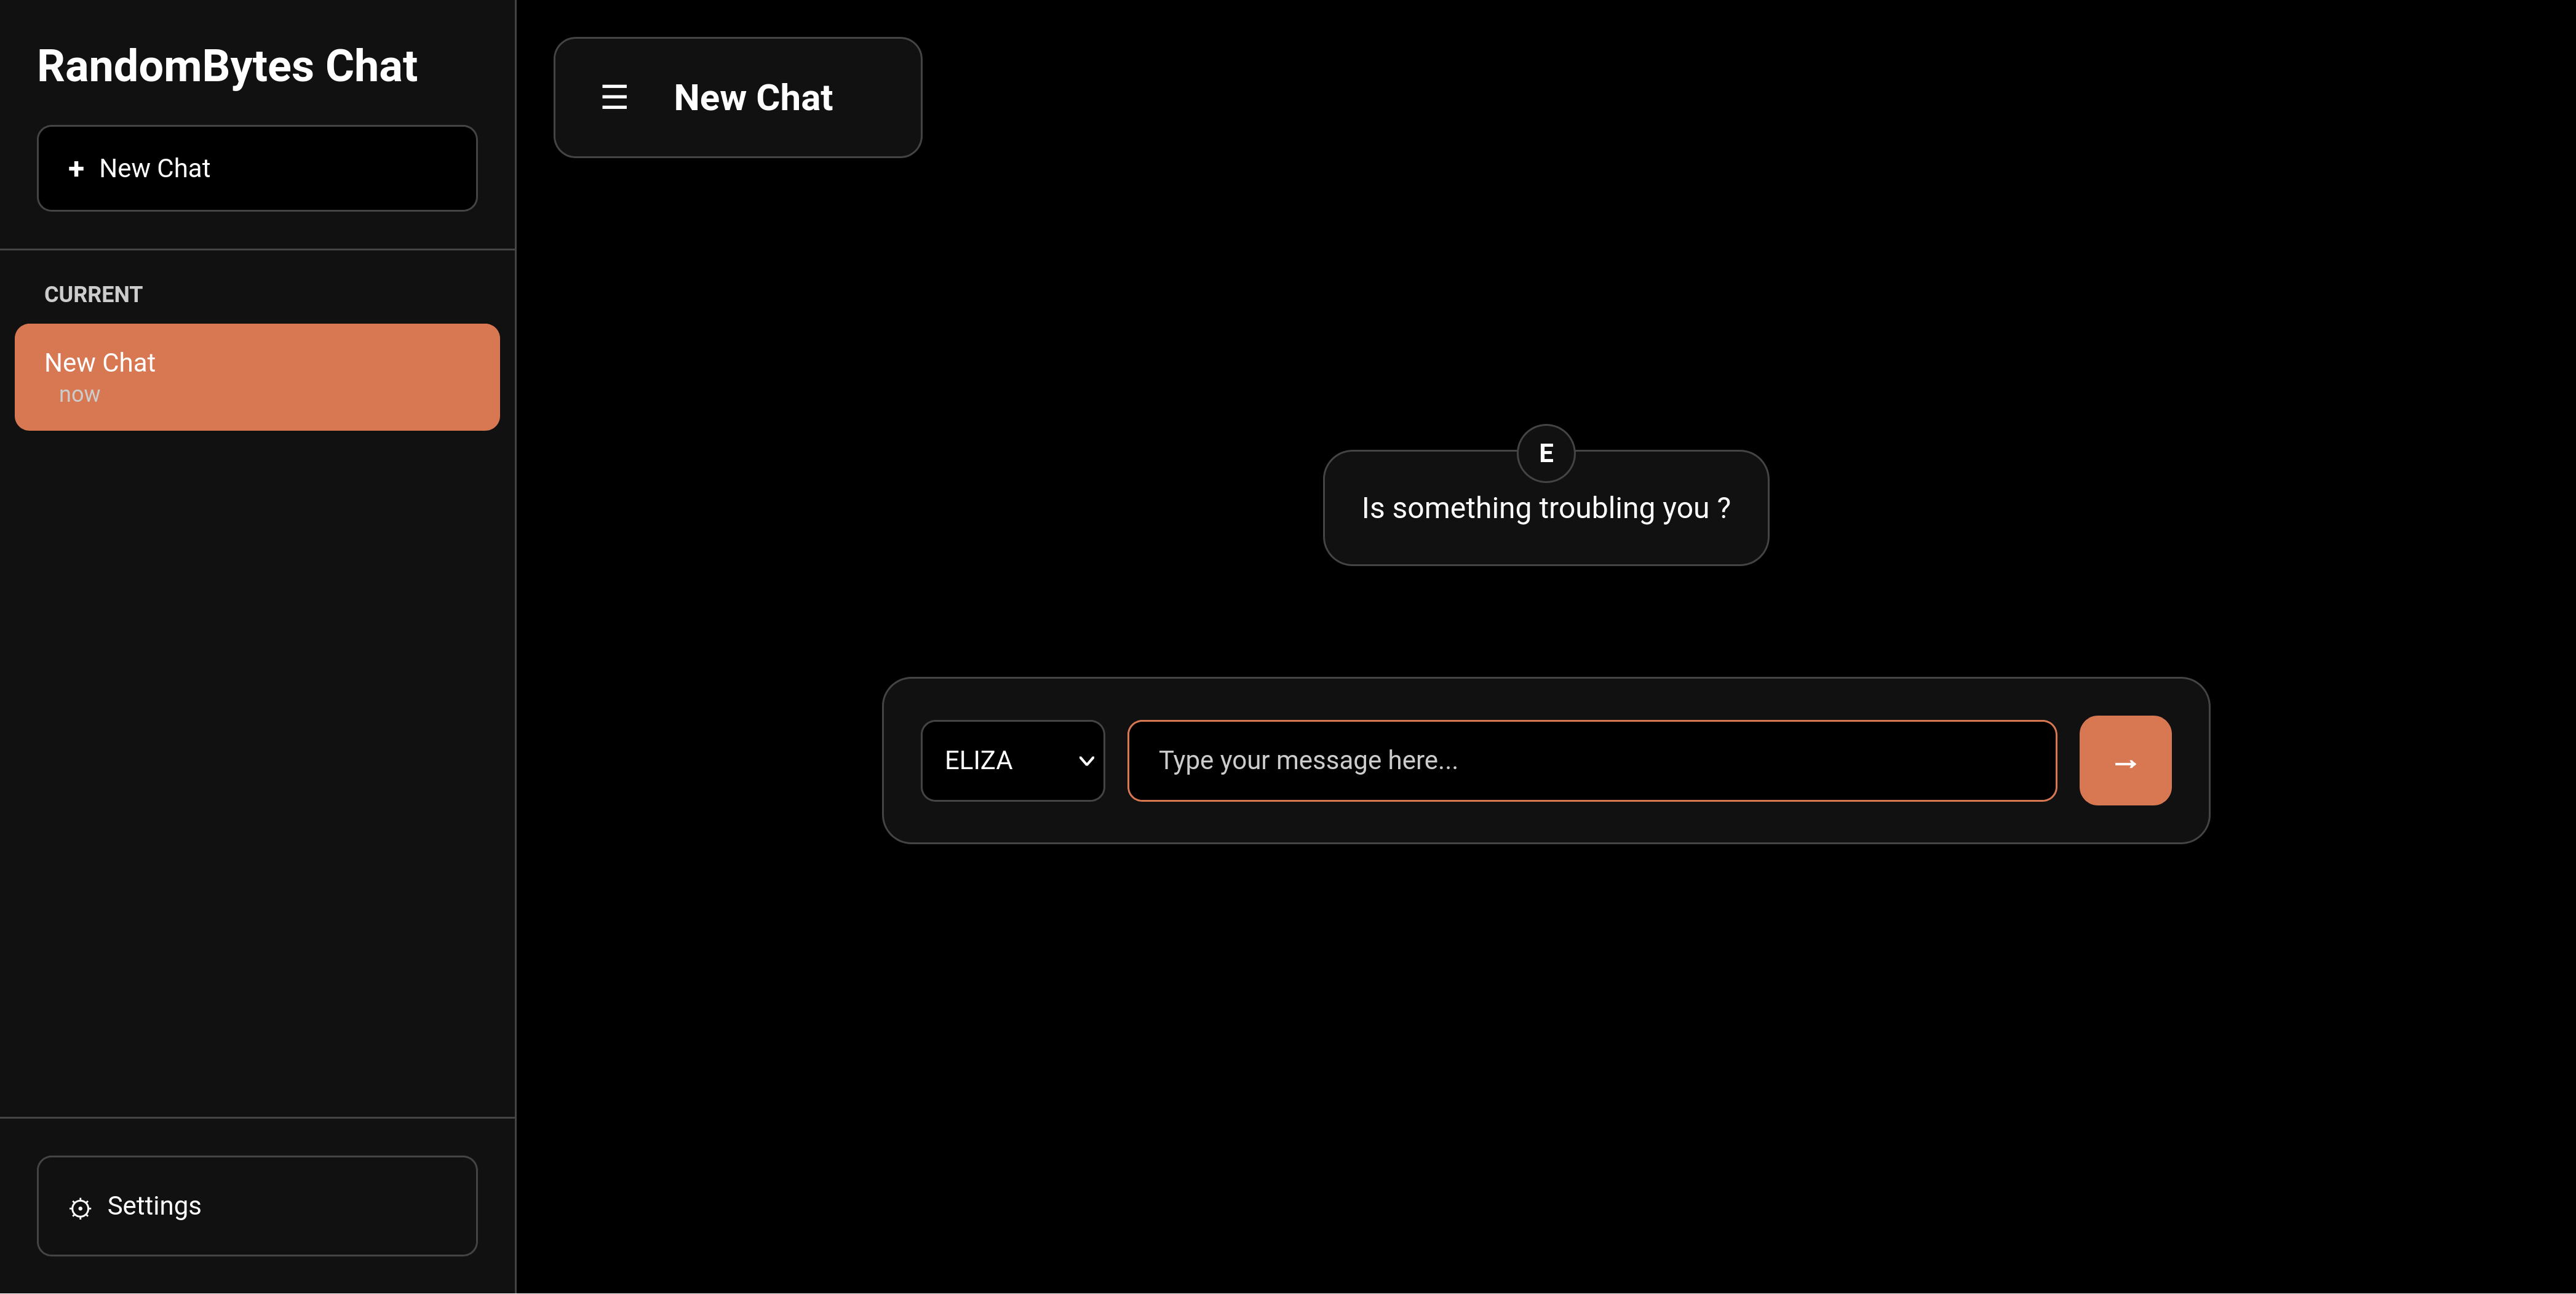 RandomBytes Chat
+ New Chat
CURRENT
New Chat
now
Settings
☰ New Chat
E
Is something troubling you ?
ELIZA
Type your message here...
→